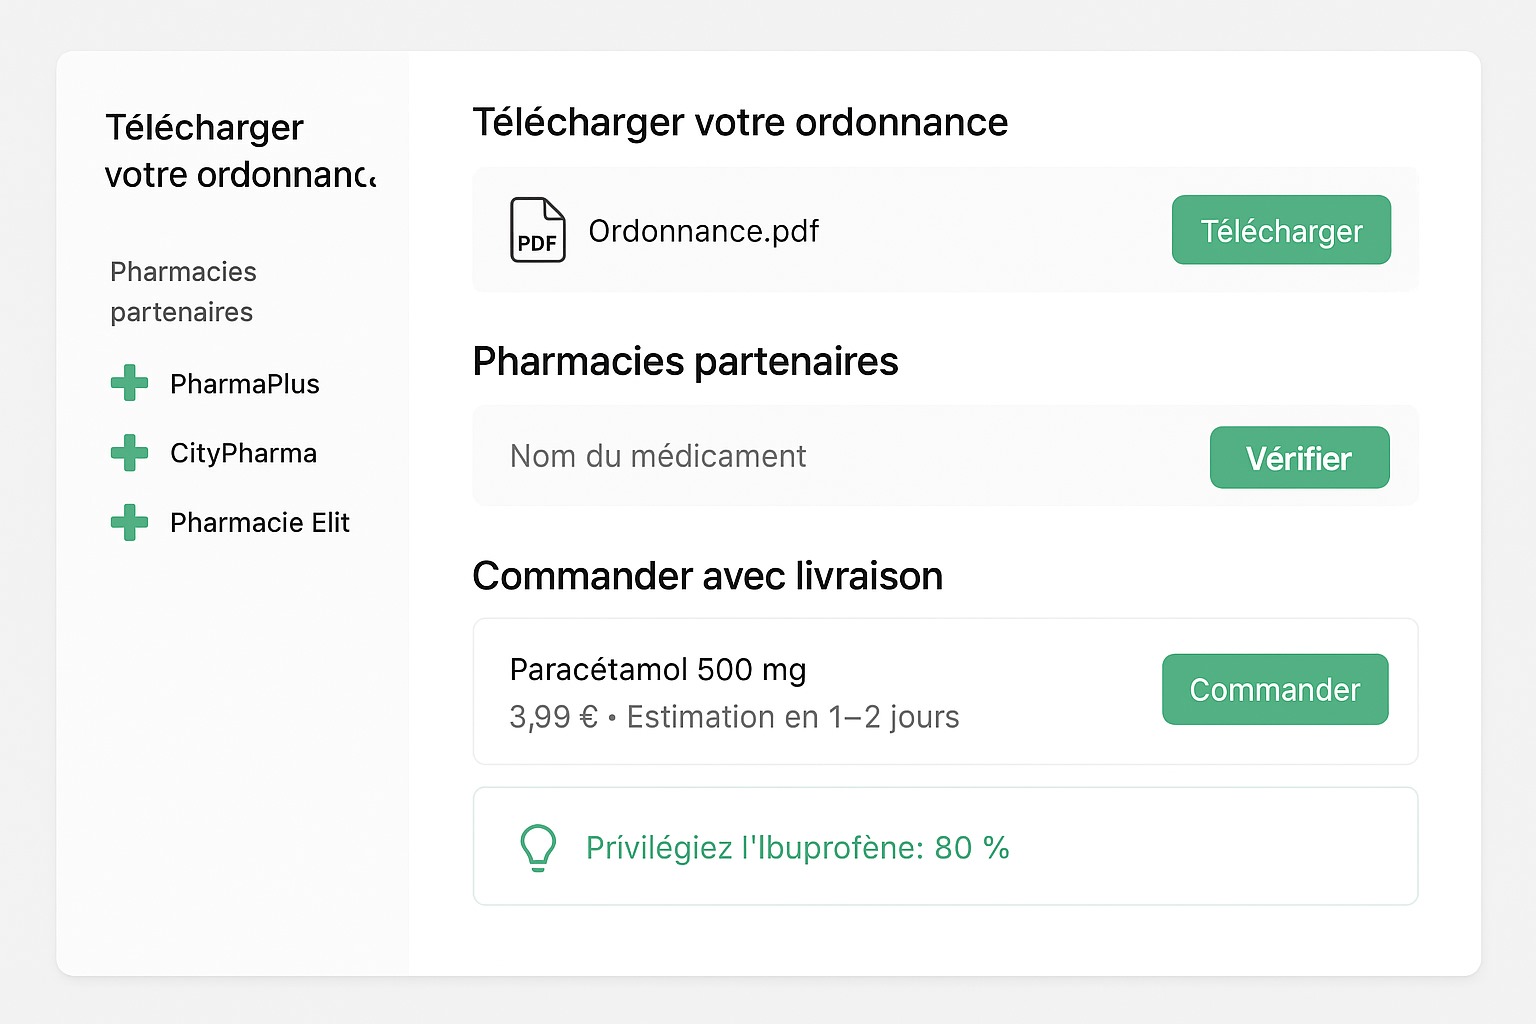 Télécharger
votre ordonnanc
Pharmacies
partenaires
PharmaPlus
CityPharma
Pharmacie Elit
Télécharger votre ordonnance
PDF
Ordonnance.pdf
Télécharger
Pharmacies partenaires
Nom du médicament
Vérifier
Commander avec livraison
Paracétamol 500 mg
3,99 € • Estimation en 1–2 jours
Commander
Prívilégiez l'Ibuprofène: 80 %